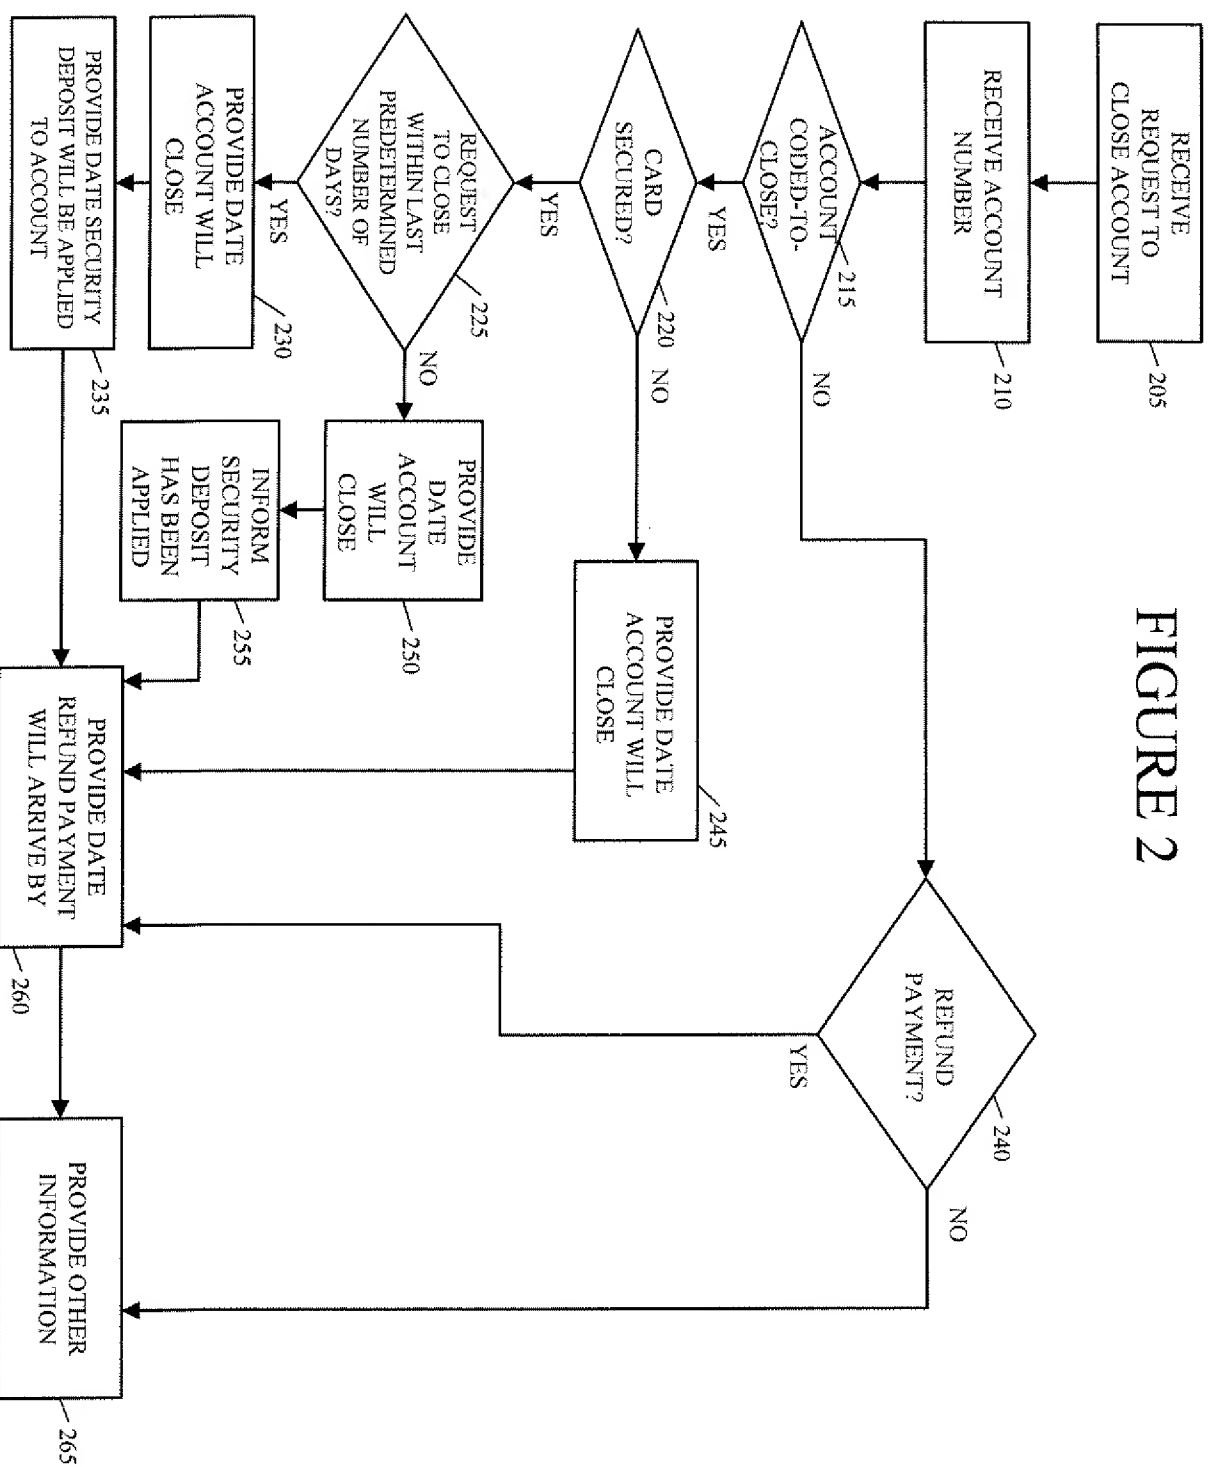 FIGURE 2
RECEIVE
REQUEST TO
CLOSE ACCOUNT
205
RECEIVE ACCOUNT
NUMBER
210
ACCOUNT
CODED-TO-
CLOSE?
215
NO
YES
CARD
SECURED?
220
NO
YES
REQUEST
TO CLOSE
WITHIN LAST
PREDETERMINED
NUMBER OF
DAYS?
225
NO
YES
PROVIDE DATE
ACCOUNT WILL
CLOSE
230
PROVIDE DATE SECURITY
DEPOSIT WILL BE APPLIED
TO ACCOUNT
235
REFUND
PAYMENT?
240
NO
YES
PROVIDE DATE
ACCOUNT WILL
CLOSE
245
PROVIDE
DATE
ACCOUNT
WILL
CLOSE
250
INFORM
SECURITY
DEPOSIT
HAS BEEN
APPLIED
255
PROVIDE DATE
REFUND PAYMENT
WILL ARRIVE BY
260
PROVIDE OTHER
INFORMATION
265